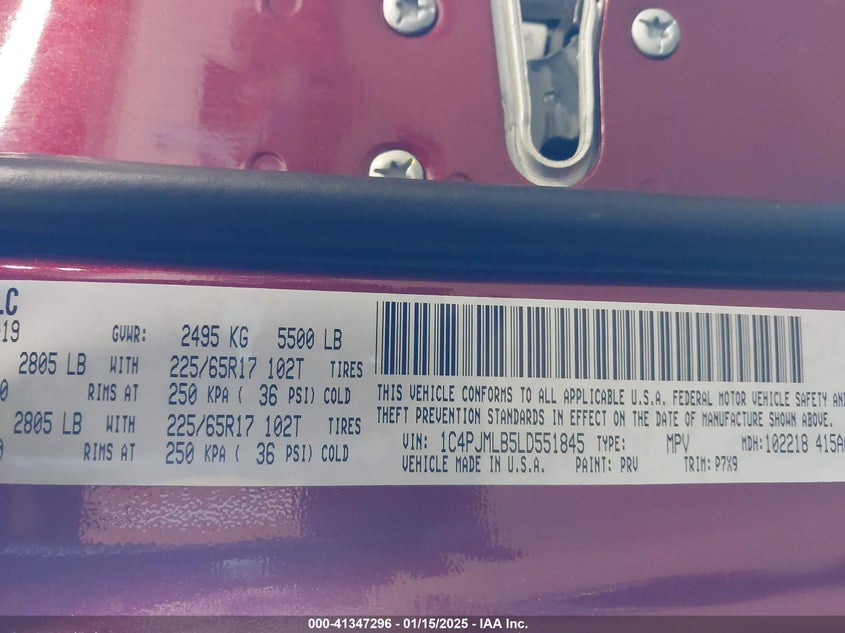 LC
-19 GVWR: 2495 KG 5500 LB
2805 LB WITH 225/65R17 102T TIRES
0 RIMS AT 250 KPA ( 36 PSI) COLD
2805 LB WITH 225/65R17 102T TIRES
0 RIMS AT 250 KPA ( 36 PSI) COLD
THIS VEHICLE CONFORMS TO ALL APPLICABLE U.S.A. FEDERAL MOTOR VEHICLE SAFETY AND
THEFT PREVENTION STANDARDS IN EFFECT ON THE DATE OF MANUFACTURE SHOWN ABOVE.
VIN: 1C4PJMLB5LD551845 TYPE: MPV MDH: 102218 415A
VEHICLE MADE IN U.S.A. PAINT: PRV TRIM: P7X9
000-41347296 - 01/15/2025 - IAA Inc.